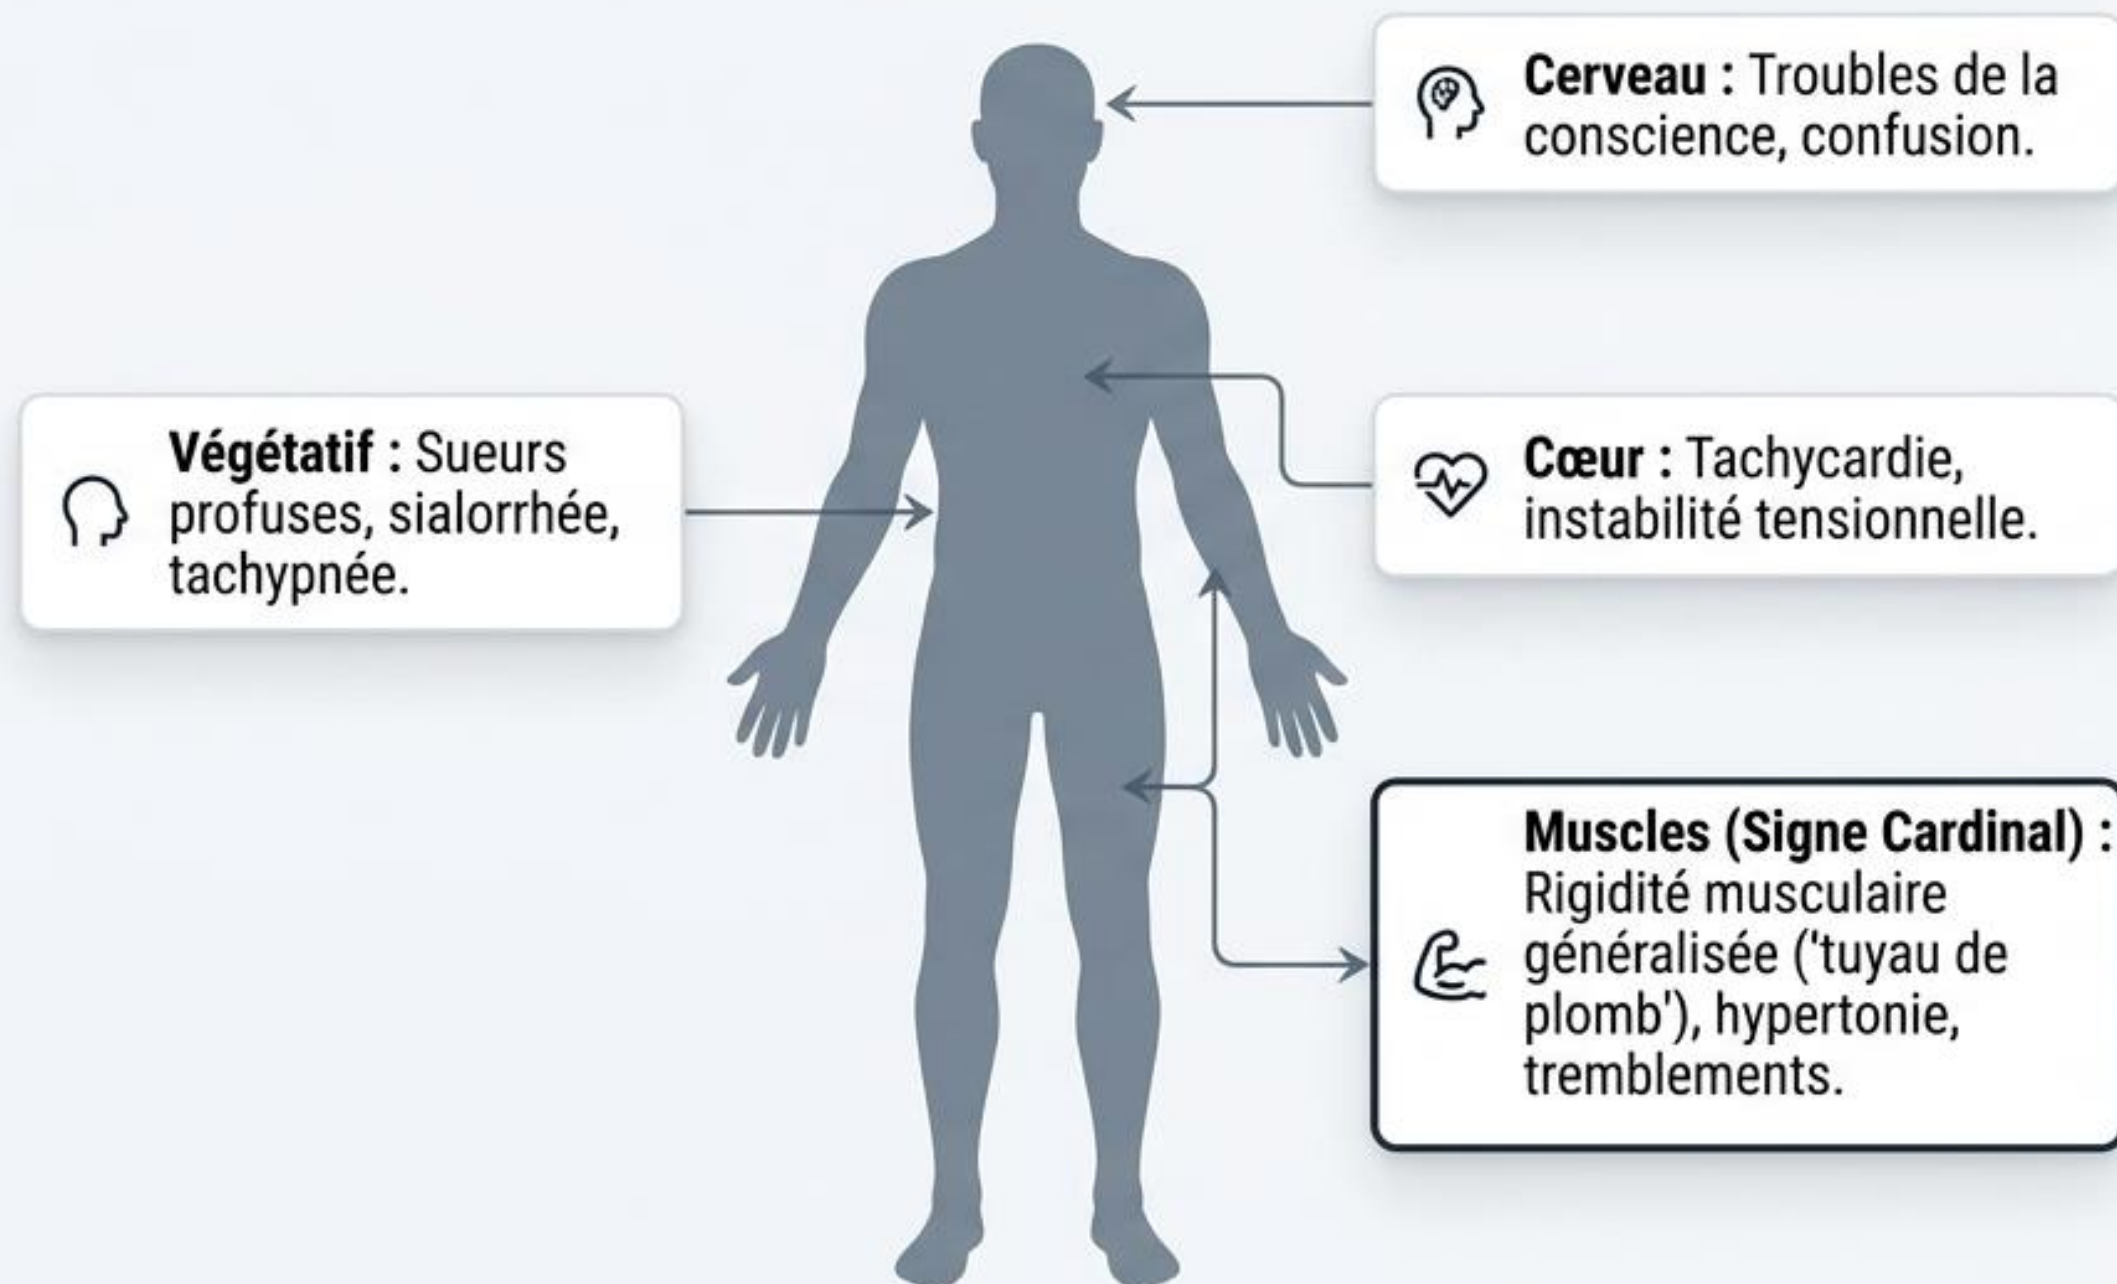 Cerveau : Troubles de la
conscience, confusion.
Végétatif : Sueurs
profuses, sialorrhée,
tachypnée.
Cœur : Tachycardie,
instabilité tensionnelle.
Muscles (Signe Cardinal) :
Rigidité musculaire
généralisée ('tuyau de
plomb'), hypertonie,
tremblements.